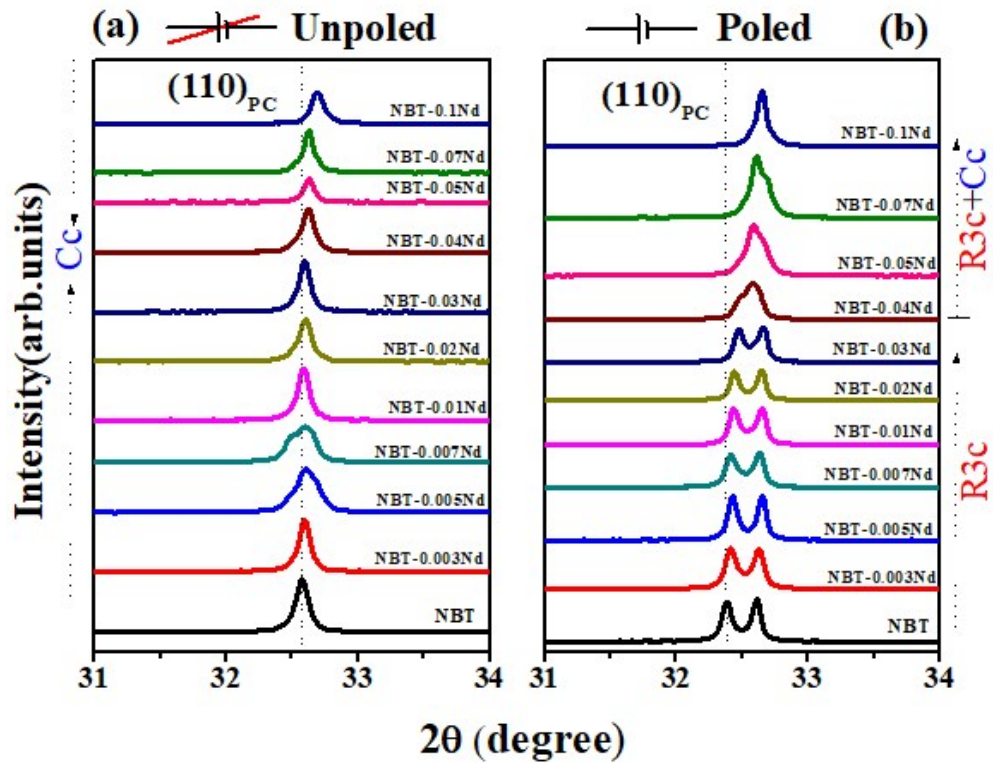 (a) Unpoled
(110)PC
NBT-0.1Nd
NBT-0.07Nd
NBT-0.05Nd
NBT-0.04Nd
NBT-0.03Nd
NBT-0.02Nd
NBT-0.01Nd
NBT-0.007Nd
NBT-0.005Nd
NBT-0.003Nd
NBT
Cc
Intensity(arb.units)
31 32 33 34
Poled (b)
(110)PC
NBT-0.1Nd
NBT-0.07Nd
NBT-0.05Nd
NBT-0.04Nd
NBT-0.03Nd
NBT-0.02Nd
NBT-0.01Nd
NBT-0.007Nd
NBT-0.005Nd
NBT-0.003Nd
NBT
R3c+Cc
R3c
31 32 33 34
2θ (degree)